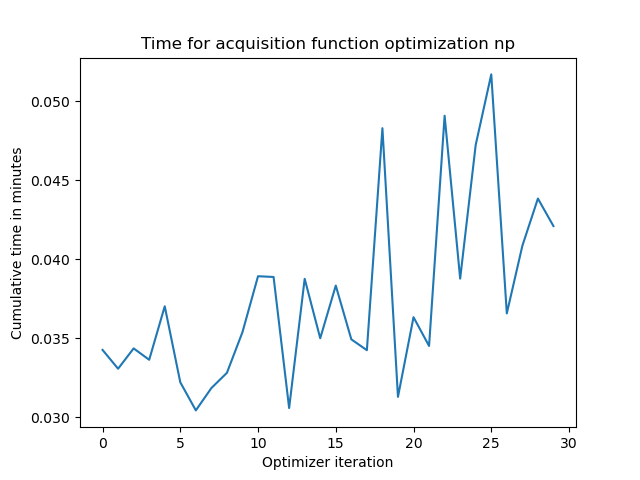 Time for acquisition function optimization np
0.050
0.045
0.040
0.035
0.030
Cumulative time in minutes
0 5 10 15 20 25 30
Optimizer iteration